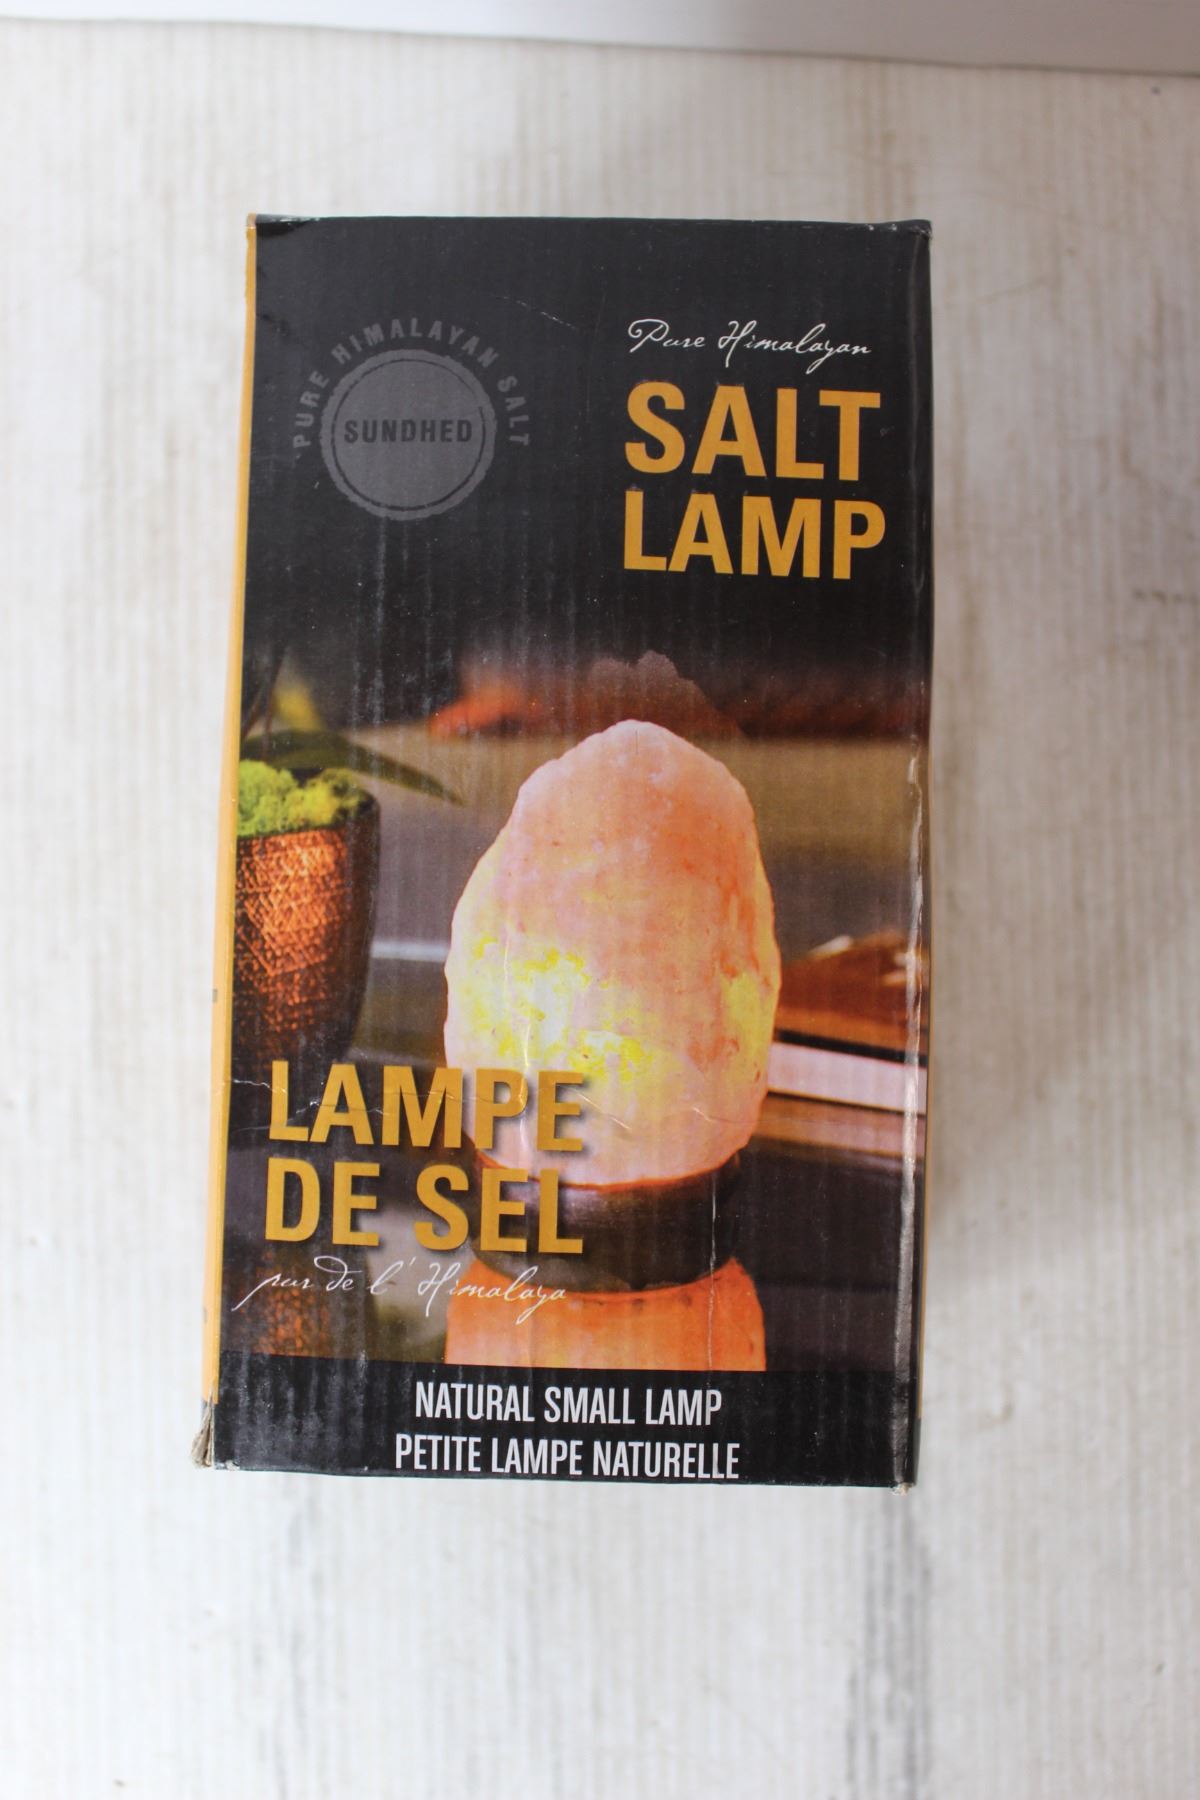 PURE HIMALAYAN SALT
SUNDHED
Pure Himalayan
SALT
LAMP
LAMPE
DE SEL
pur de l'Himalaya
NATURAL SMALL LAMP
PETITE LAMPE NATURELLE